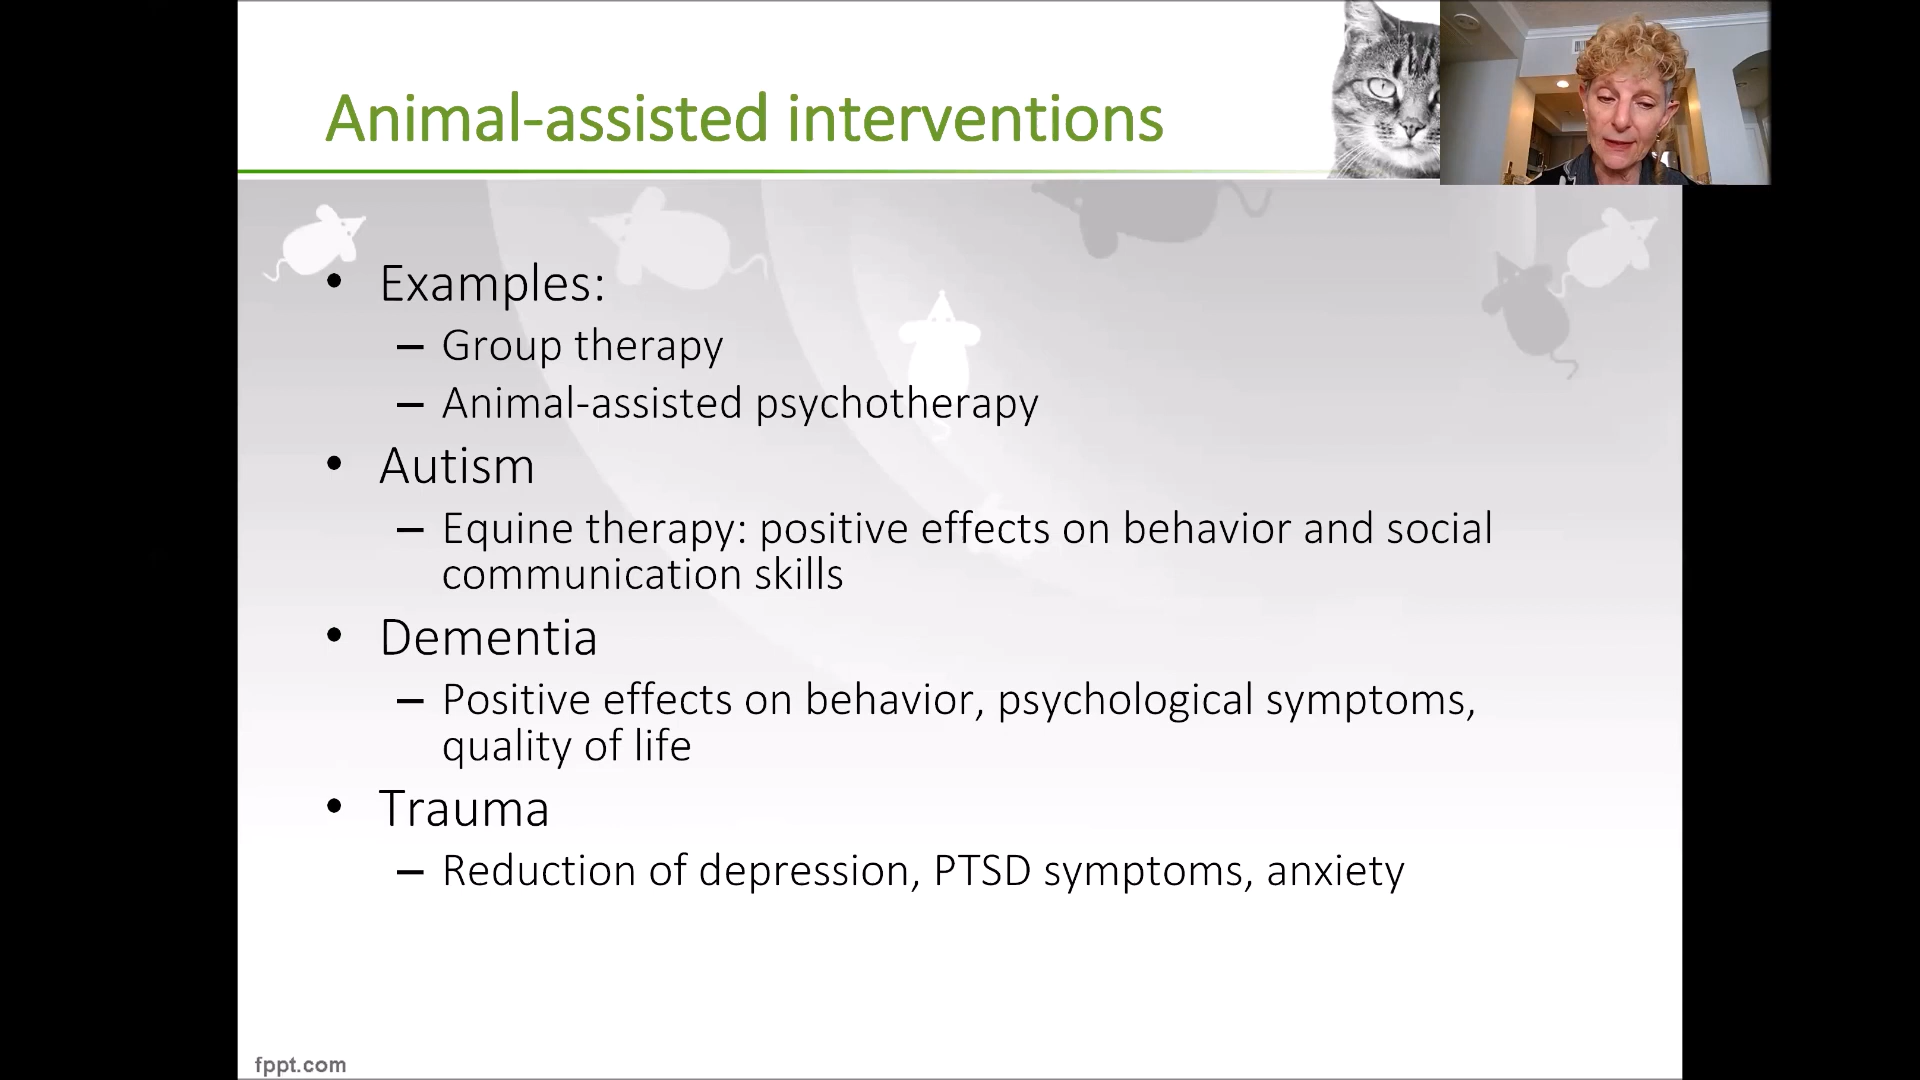 Animal-assisted interventions
• Examples:
– Group therapy
– Animal-assisted psychotherapy
• Autism
– Equine therapy: positive effects on behavior and social
communication skills
• Dementia
– Positive effects on behavior, psychological symptoms,
quality of life
• Trauma
– Reduction of depression, PTSD symptoms, anxiety
fppt.com